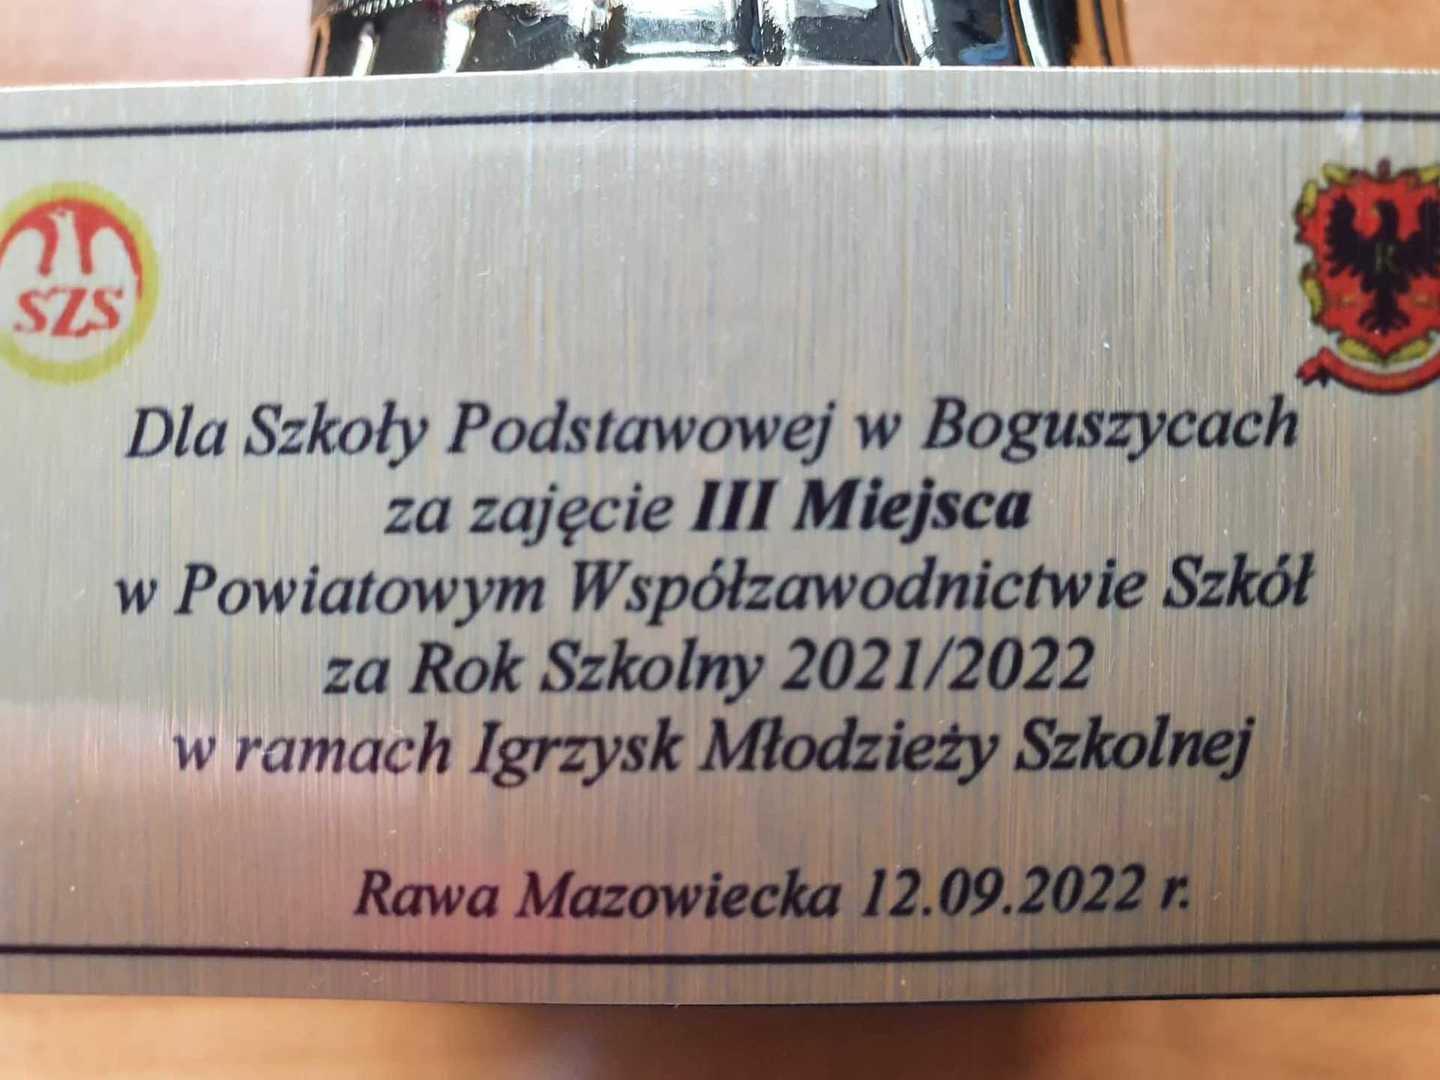 SZS
Dla Szkoły Podstawowej w Boguszycach
za zajęcie III Miejsca
w Powiatowym Współzawodnictwie Szkół
za Rok Szkolny 2021/2022
w ramach Igrzysk Młodzieży Szkolnej
Rawa Mazowiecka 12.09.2022 r.